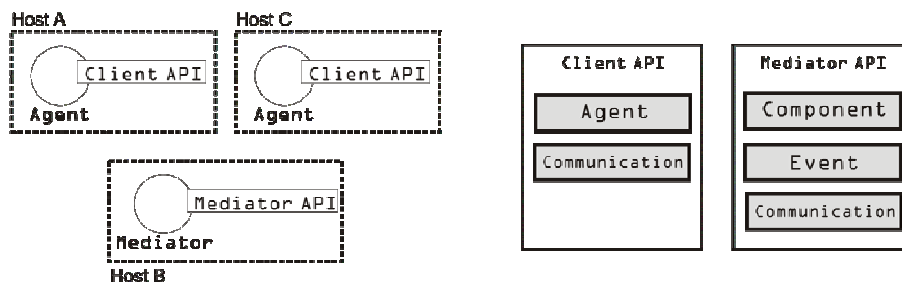 Host A
Host C
Client API
Client API
Agent
Agent
Mediator API
Mediator
Host B
Client API
Agent
Communication
Mediator API
Component
Event
Communication